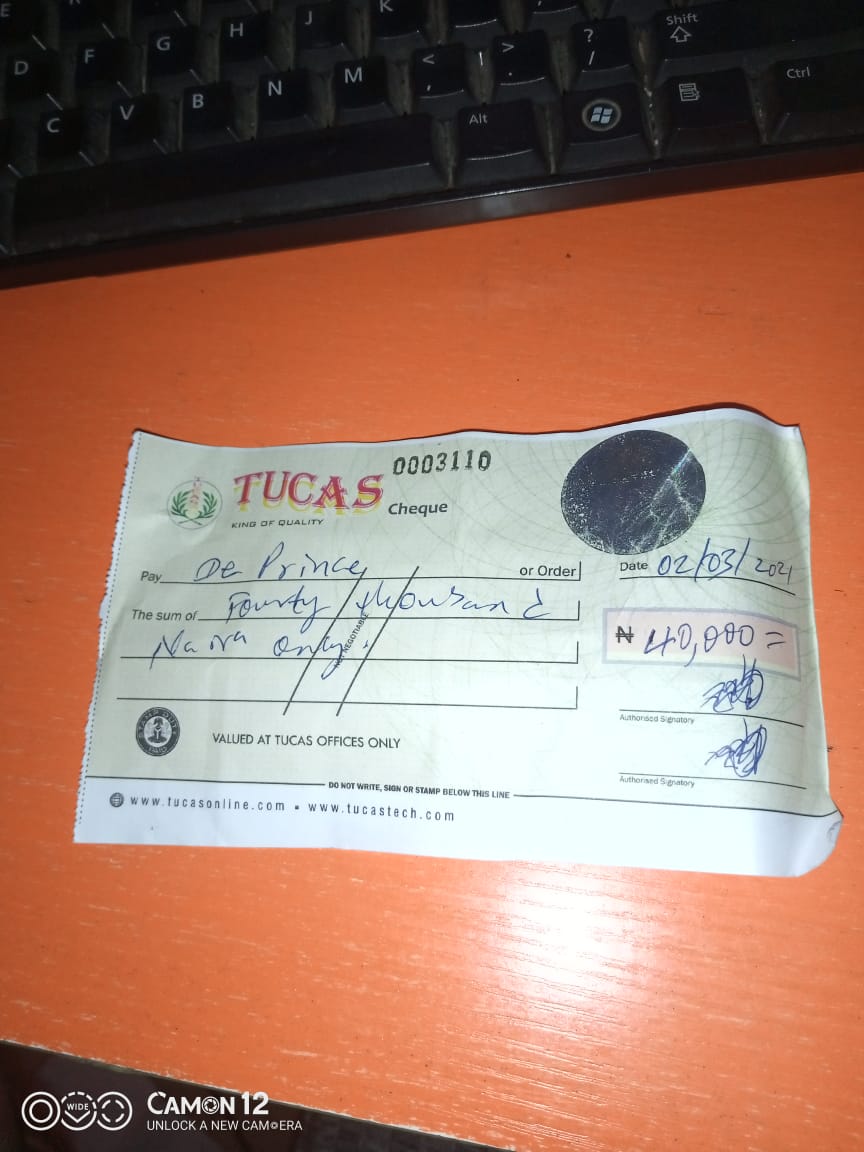 E
J
K
D
F
G
H
<
,
>
.
?
/
Shift
C
V
B
N
M
Alt
Ctrl
0003110
TUCAS
Cheque
KING OF QUALITY
Pay De Prince or Order
Date 02/03/2021
The sum of Fourty thousand
Naira only.
NOT NEGOTIABLE
₦ 40,000 =
Authorised Signatory
VALUED AT TUCAS OFFICES ONLY
Authorised Signatory
DO NOT WRITE, SIGN OR STAMP BELOW THIS LINE
www.tucasonline.com ▪ www.tucastech.com
WIDE
CAMON 12
UNLOCK A NEW CAMERA